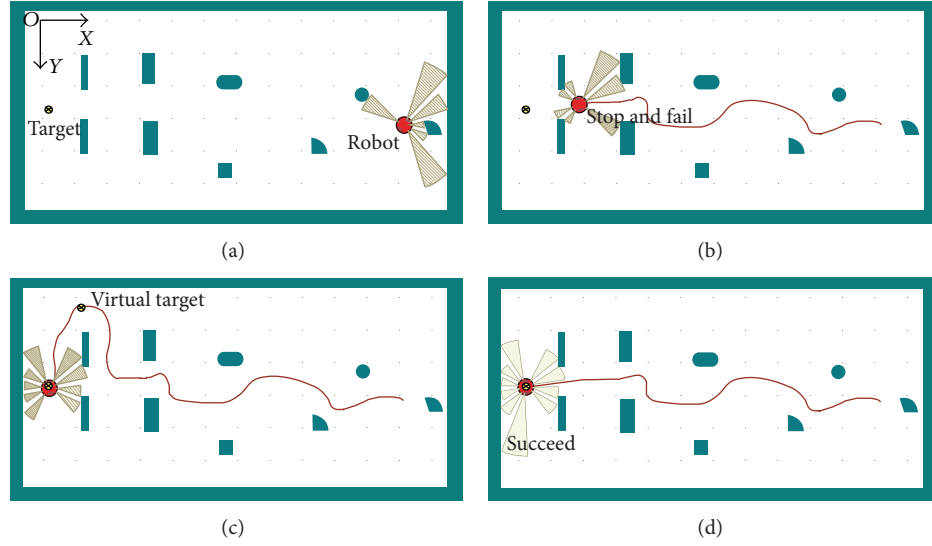 O
X
Y
Target
Robot
(a)
Stop and fail
(b)
Virtual target
(c)
Succeed
(d)